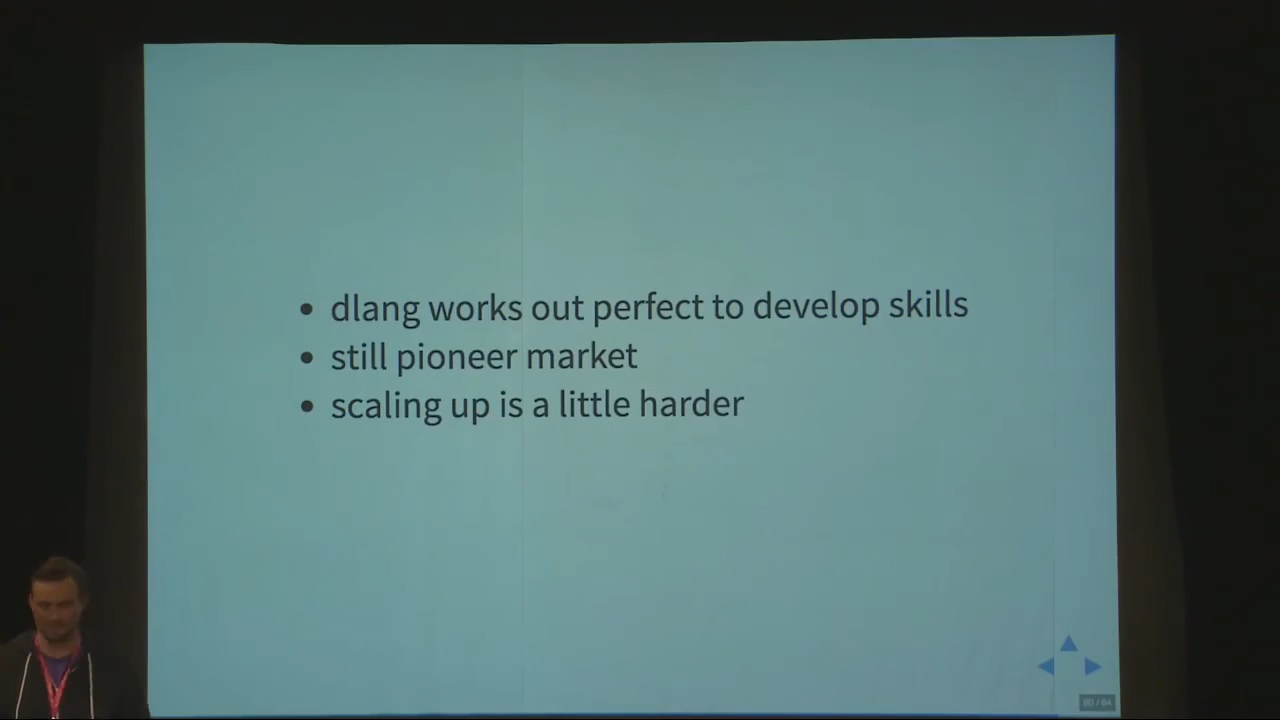 dlang works out perfect to develop skills
still pioneer market
scaling up is a little harder